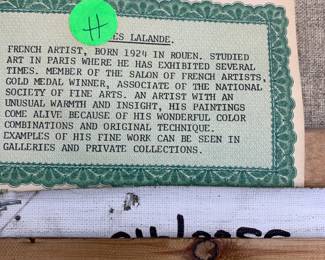 H
ES LALANDE.
FRENCH ARTIST, BORN 1924 IN ROUEN. STUDIED
ART IN PARIS WHERE HE HAS EXHIBITED SEVERAL
TIMES. MEMBER OF THE SALON OF FRENCH ARTISTS,
GOLD MEDAL WINNER, ASSOCIATE OF THE NATIONAL
SOCIETY OF FINE ARTS. AN ARTIST WITH AN
UNUSUAL WARMTH AND INSIGHT, HIS PAINTINGS
COME ALIVE BECAUSE OF HIS WONDERFUL COLOR
COMBINATIONS AND ORIGINAL TECHNIQUE.
EXAMPLES OF HIS FINE WORK CAN BE SEEN IN
GALLERIES AND PRIVATE COLLECTIONS.